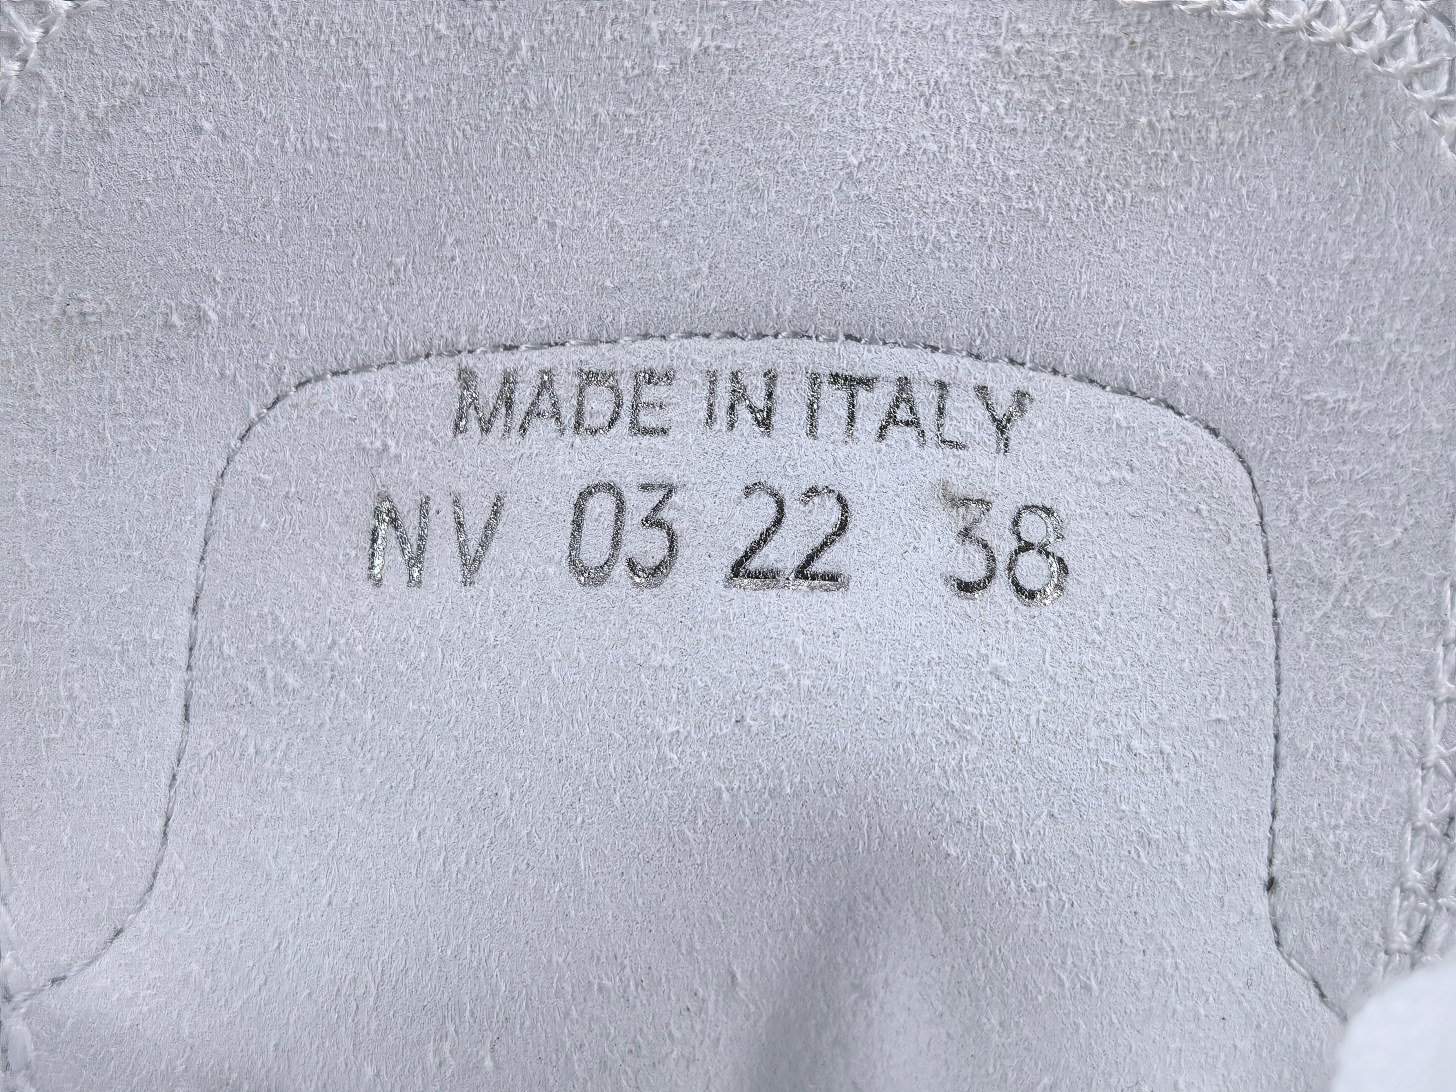 MADE IN ITALY
NV 03 22 38